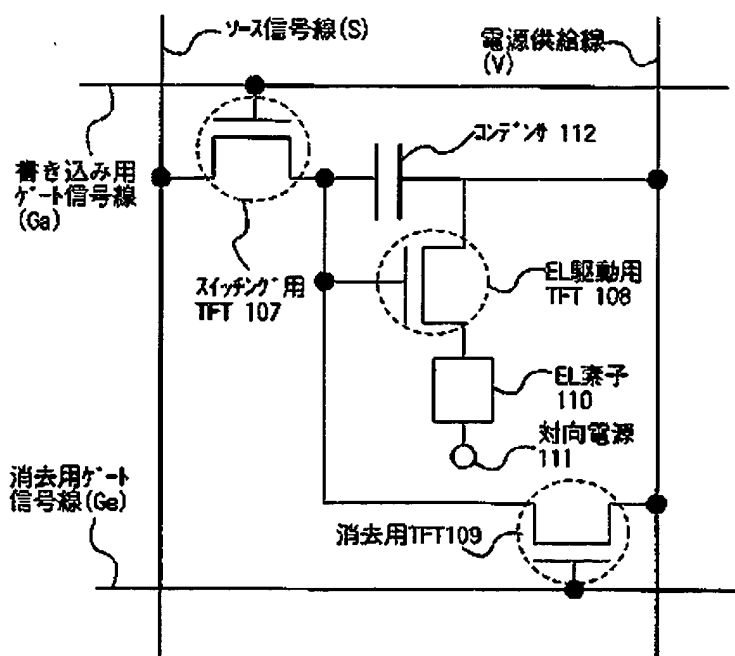 ソース信号線(S)
電源供給線
(V)
コンデンサ 112
書き込み用
ゲート信号線
(Ga)
スイッチング用
TFT 107
EL駆動用
TFT 108
EL素子
110
対向電源
111
消去用ゲート
信号線(Ge)
消去用TFT109